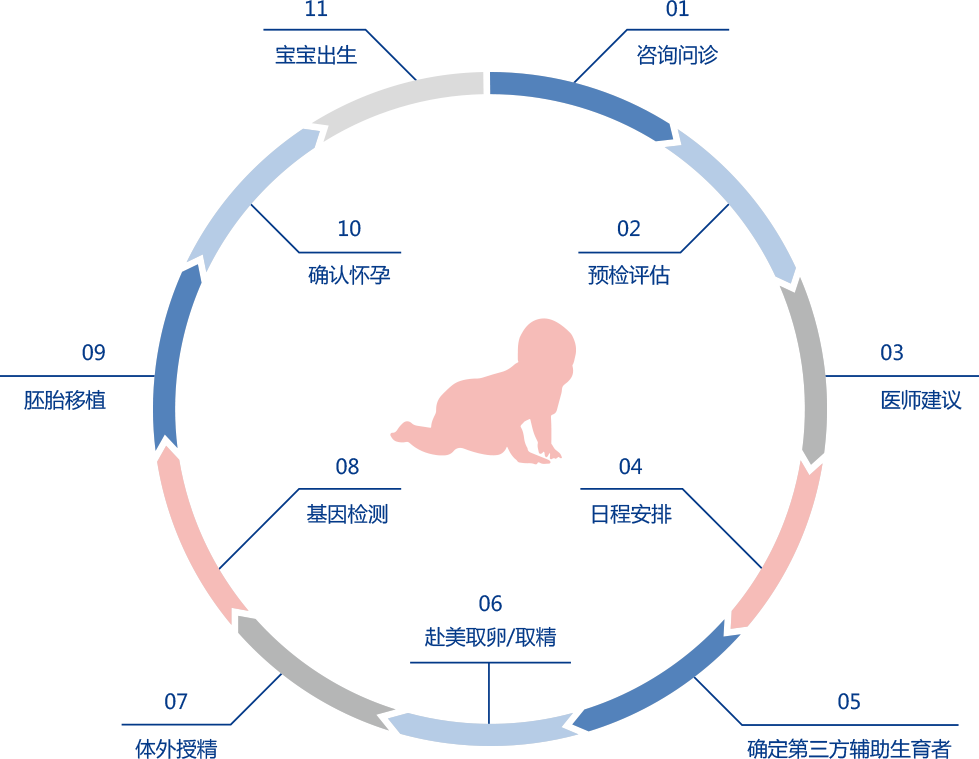 01
咨询问诊
02
预检评估
03
医师建议
04
日程安排
05
确定第三方辅助生育者
06
赴美取卵/取精
07
体外授精
08
基因检测
09
胚胎移植
10
确认怀孕
11
宝宝出生